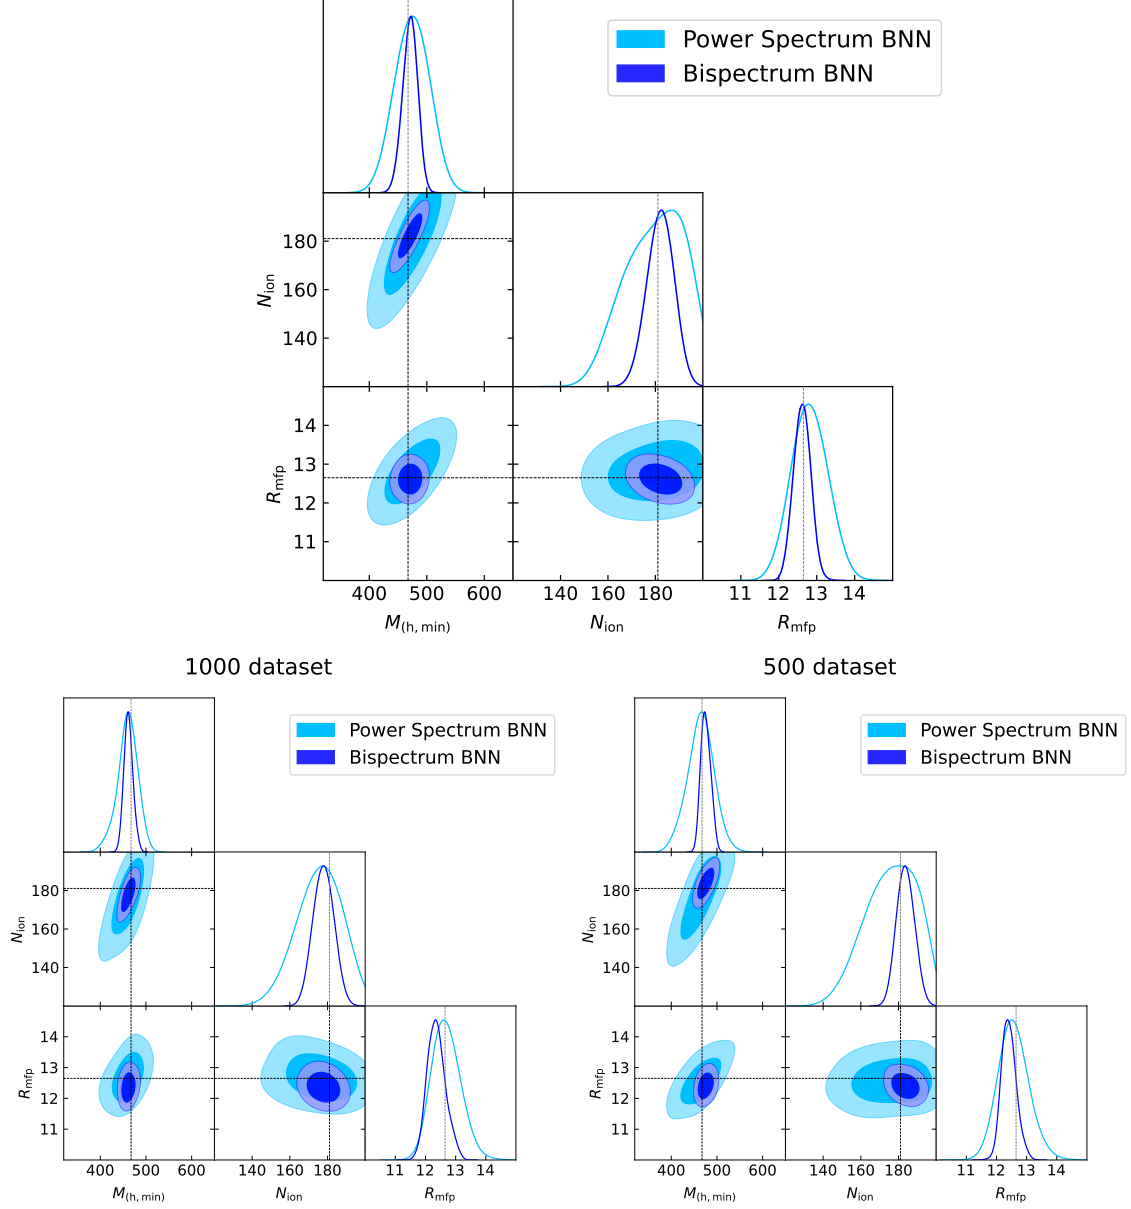 Power Spectrum BNN
Bispectrum BNN
180
160
140
N_ion
14
13
12
11
R_mfp
400 500 600
140 160 180
11 12 13 14
M_(h, min)
N_ion
R_mfp
1000 dataset
500 dataset
Power Spectrum BNN
Bispectrum BNN
180
160
140
N_ion
14
13
12
11
R_mfp
400 500 600
140 160 180
11 12 13 14
M_(h, min)
N_ion
R_mfp
Power Spectrum BNN
Bispectrum BNN
180
160
140
N_ion
14
13
12
11
R_mfp
400 500 600
140 160 180
11 12 13 14
M_(h, min)
N_ion
R_mfp